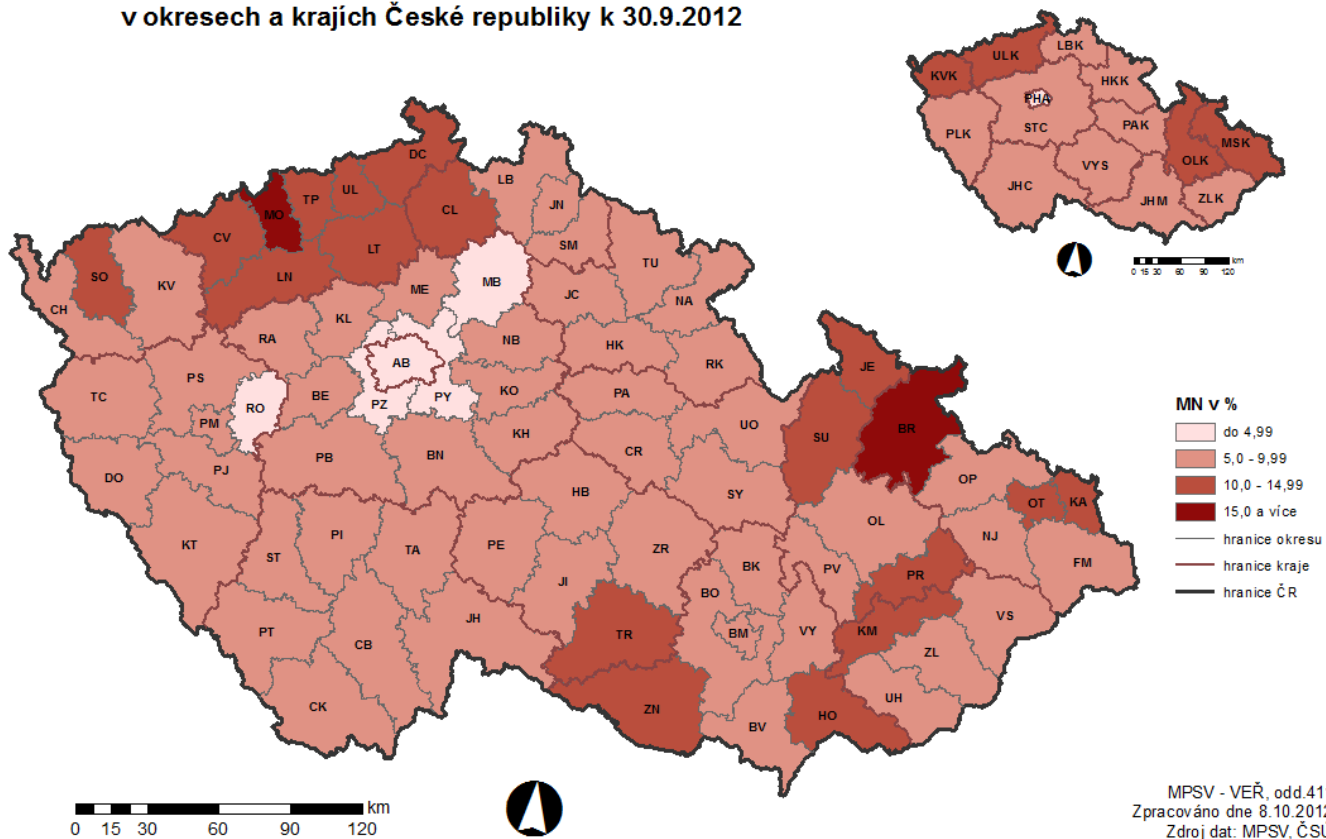 v okresech a krajích České republiky k 30.9.2012
LBK
ULK
KVK
HKK
PHA
STC
PAK
PLK
MSK
OLK
VYS
JHC
JHM
ZLK
0 15 30 60 90 120 km
DC
UL
TP
MO
LB
JN
CL
CV
LT
SM
SO
LN
KV
TU
MB
ME
JC
NA
CH
KL
RA
NB
HK
AB
RK
JE
PS
TC
RO
BE
PZ
PY
KO
PA
PM
UO
SU
BR
KH
PJ
PB
BN
CR
DO
OP
SY
HB
OT
KA
OL
PI
KT
ST
TA
PE
ZR
NJ
FM
BK
PV
PR
JI
BO
VS
JH
PT
TR
BM
VY
KM
CB
ZL
UH
CK
ZN
HO
BV
MN v %
do 4,99
5,0 - 9,99
10,0 - 14,99
15,0 a více
hranice okresu
hranice kraje
hranice ČR
km
0 15 30 60 90 120
MPSV - VEŘ, odd.41
Zpracováno dne 8.10.2012
Zdroj dat: MPSV, ČSÚ